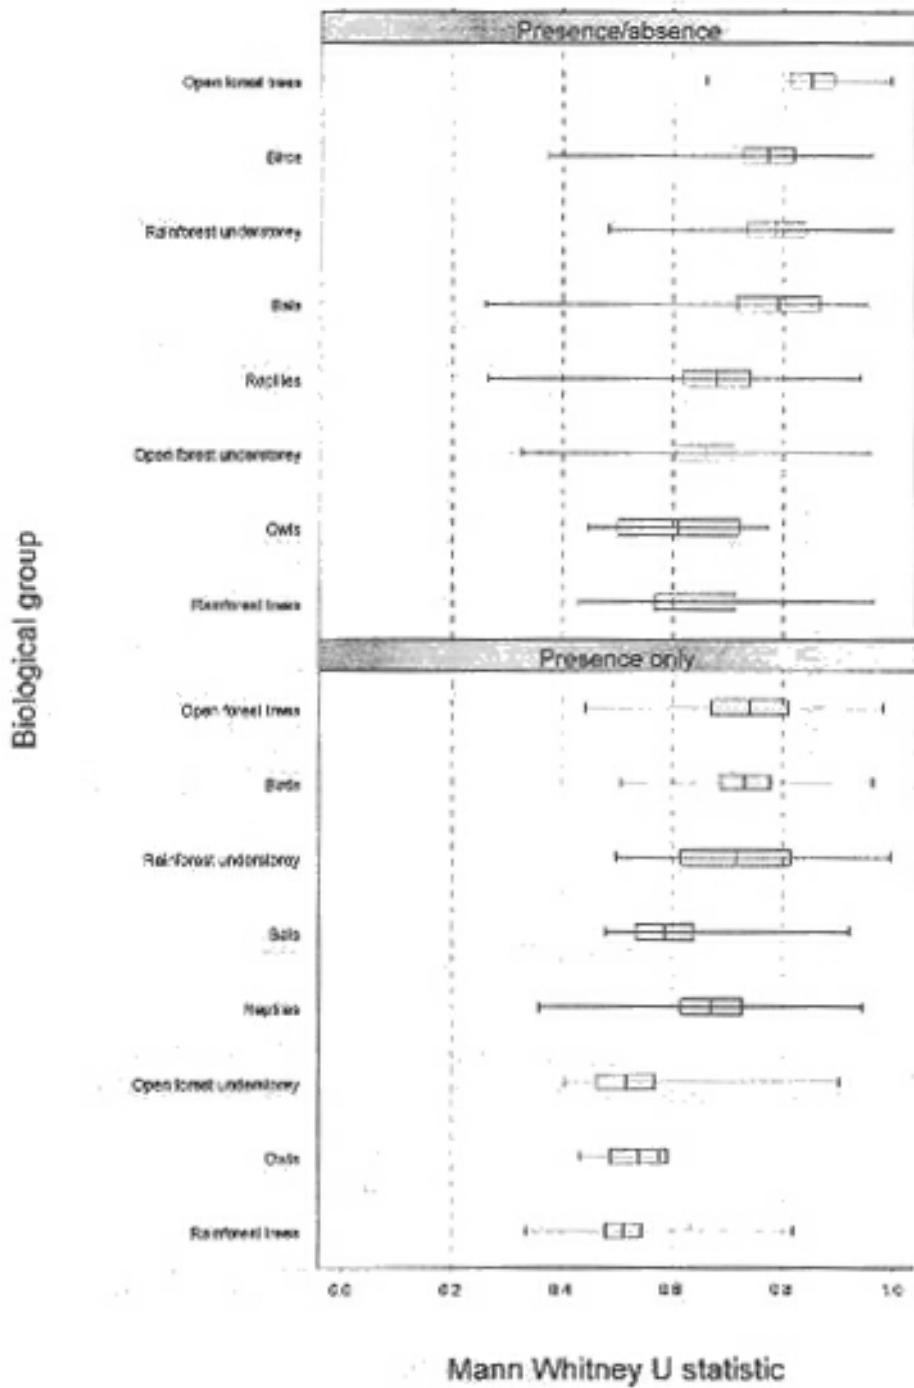 Presence/absence
Open forest trees
Birds
Rainforest understorey
Bats
Reptiles
Open forest understorey
Owls
Rainforest trees
Presence only
Open forest trees
Birds
Rainforest understorey
Bats
Reptiles
Open forest understorey
Owls
Rainforest trees
0.0 0.2 0.4 0.6 0.8 1.0
Mann Whitney U statistic
Biological group